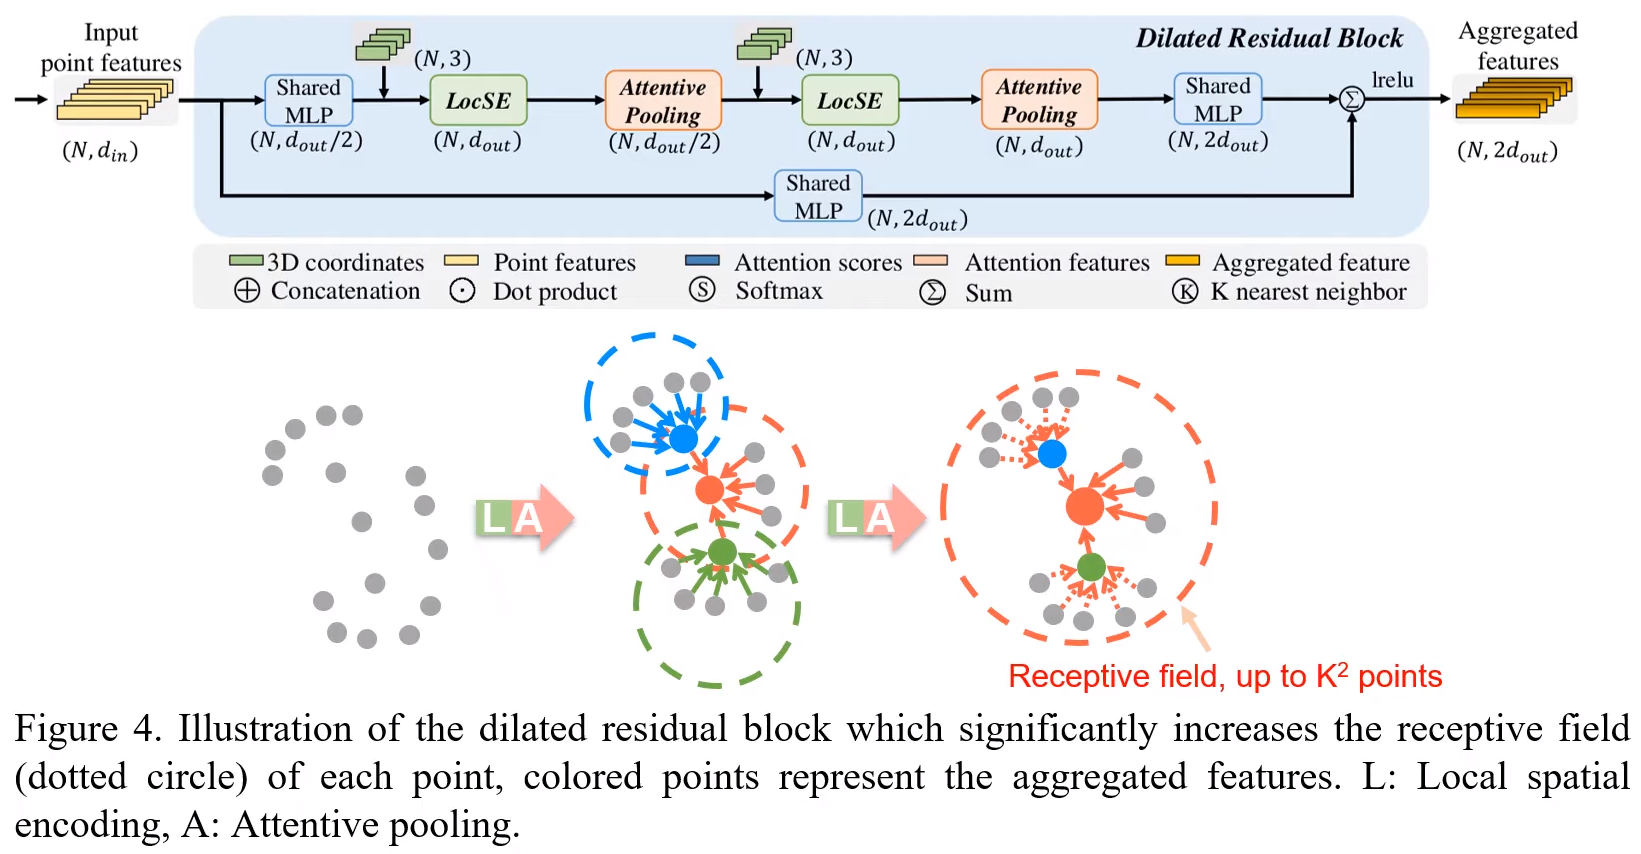 Input
point features
(N, d_in)
Dilated Residual Block
(N, 3)
(N, 3)
Shared
MLP
(N, d_out/2)
LocSE
(N, d_out)
Attentive
Pooling
(N, d_out/2)
LocSE
(N, d_out)
Attentive
Pooling
(N, d_out)
Shared
MLP
(N, 2d_out)
Σ
lrelu
Aggregated
features
(N, 2d_out)
Shared
MLP
(N, 2d_out)
3D coordinates Point features Attention scores Attention features Aggregated feature
+ Concatenation · Dot product S Softmax Σ Sum K K nearest neighbor
L A
L A
Receptive field, up to K² points
Figure 4. Illustration of the dilated residual block which significantly increases the receptive field
(dotted circle) of each point, colored points represent the aggregated features. L: Local spatial
encoding, A: Attentive pooling.